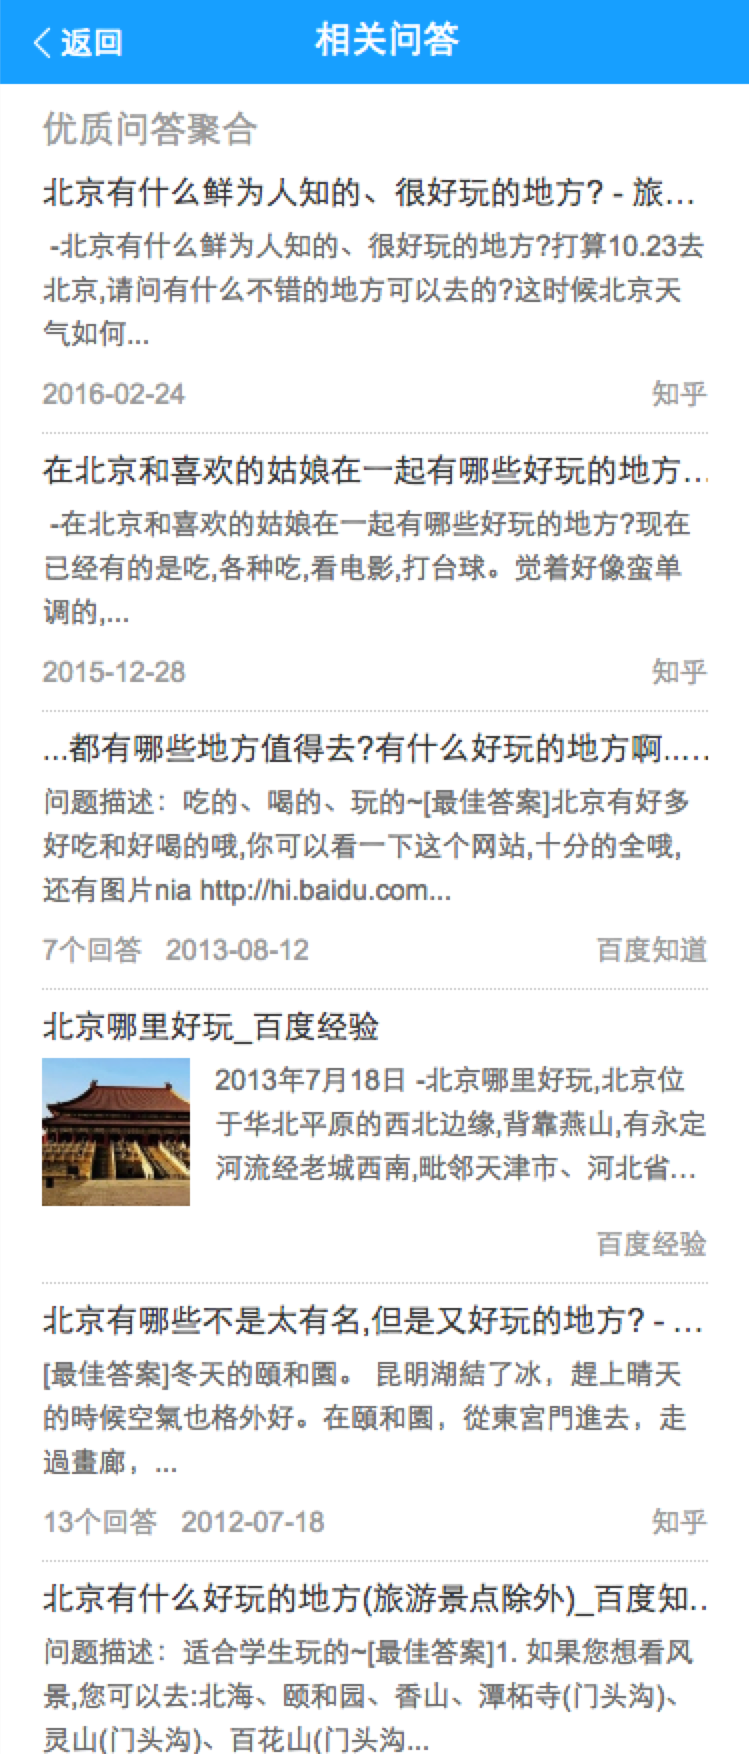 返回
相关问答
优质问答聚合
北京有什么鲜为人知的、很好玩的地方? - 旅...
-北京有什么鲜为人知的、很好玩的地方?打算10.23去
北京,请问有什么不错的地方可以去的?这时候北京天
气如何...
2016-02-24 知乎
在北京和喜欢的姑娘在一起有哪些好玩的地方...
-在北京和喜欢的姑娘在一起有哪些好玩的地方?现在
已经有的是吃,各种吃,看电影,打台球。觉着好像蛮单
调的,...
2015-12-28 知乎
...都有哪些地方值得去?有什么好玩的地方啊......
问题描述：吃的、喝的、玩的~[最佳答案]北京有好多
好吃和好喝的哦,你可以看一下这个网站,十分的全哦,
还有图片nia http://hi.baidu.com...
7个回答 2013-08-12 百度知道
北京哪里好玩_百度经验
2013年7月18日 -北京哪里好玩,北京位
于华北平原的西北边缘,背靠燕山,有永定
河流经老城西南,毗邻天津市、河北省...
百度经验
北京有哪些不是太有名,但是又好玩的地方? - ...
[最佳答案]冬天的頤和園。 昆明湖結了冰，趕上晴天
的時候空氣也格外好。在頤和園，從東宮門進去，走
過畫廊，...
13个回答 2012-07-18 知乎
北京有什么好玩的地方(旅游景点除外)_百度知...
问题描述：适合学生玩的~[最佳答案]1. 如果您想看风
景,您可以去:北海、颐和园、香山、潭柘寺(门头沟)、
灵山(门头沟)、百花山(门头沟...